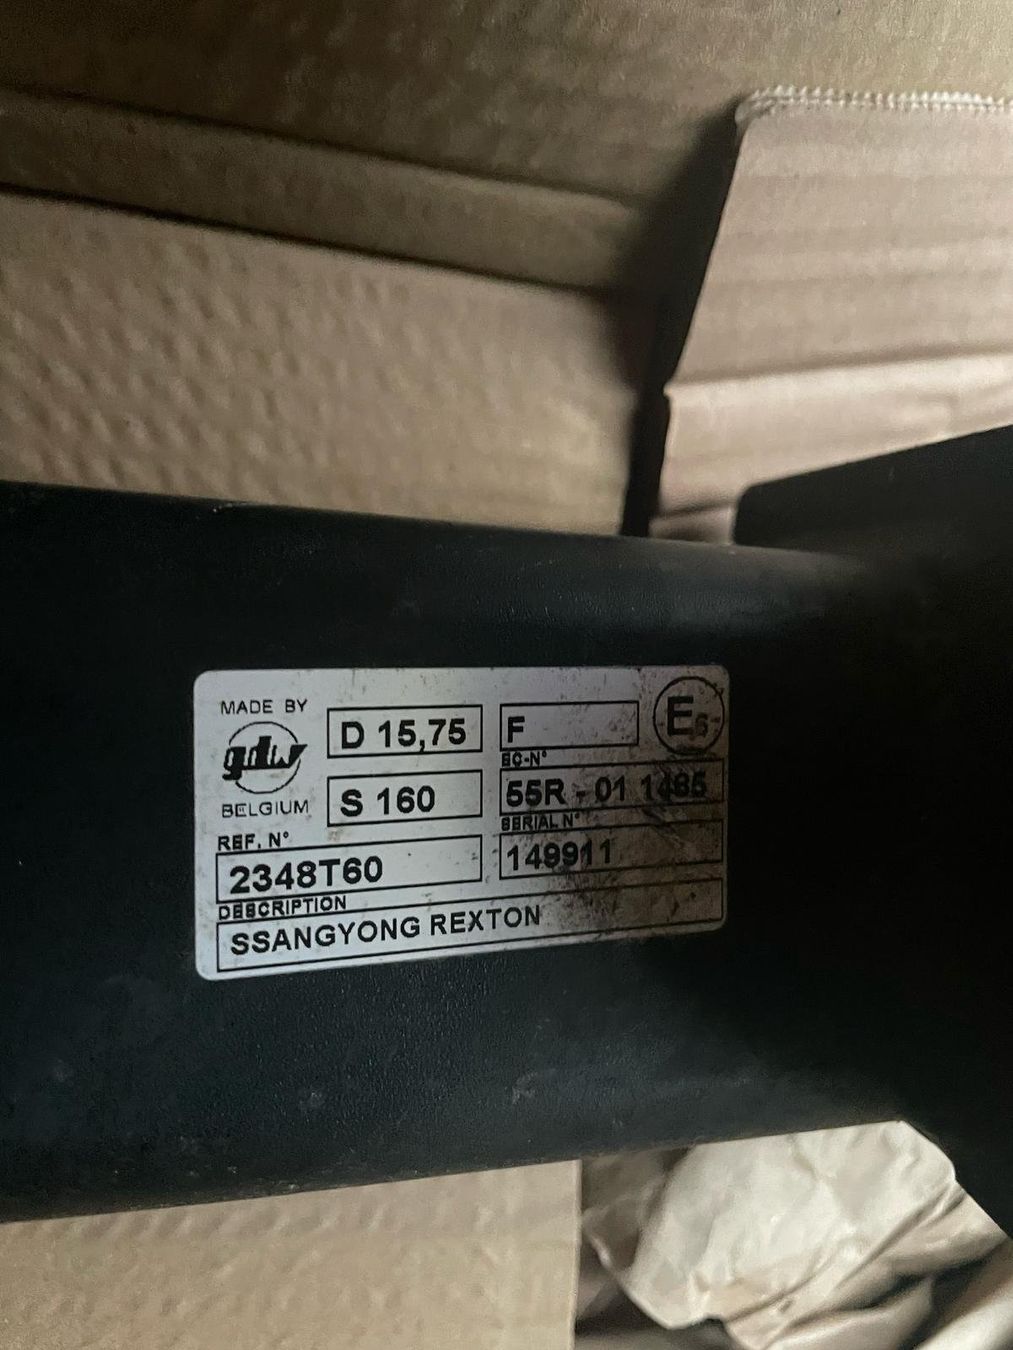 MADE BY
gdw
BELGIUM
D 15,75
S 160
F
E6
EC-N°
55R - 01 1485
SERIAL N°
149911
REF. N°
2348T60
DESCRIPTION
SSANGYONG REXTON